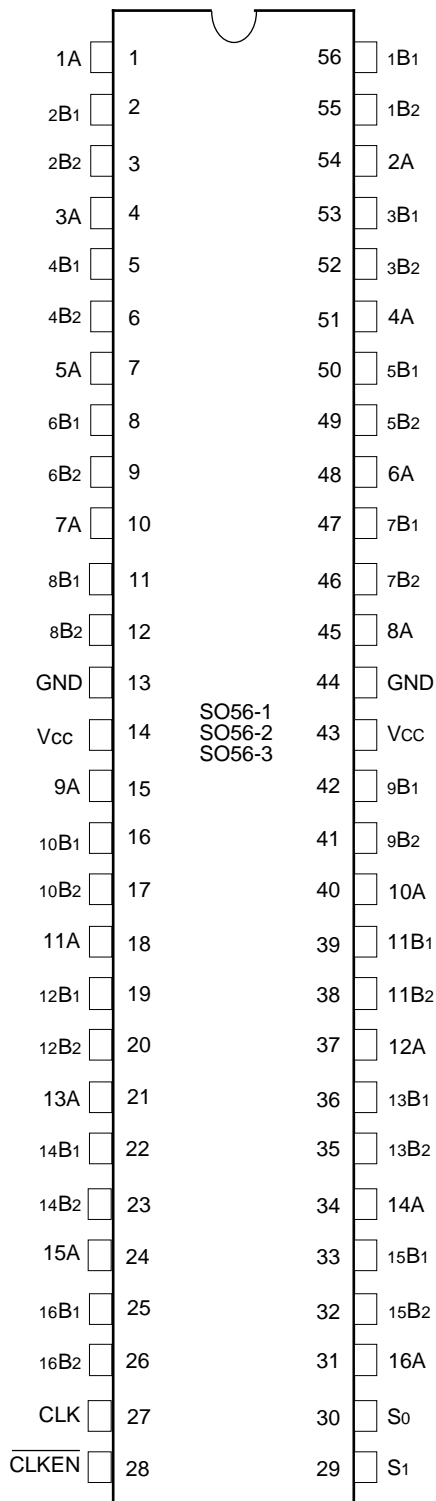 1A 1 56 1B1
2B1 2 55 1B2
2B2 3 54 2A
3A 4 53 3B1
4B1 5 52 3B2
4B2 6 51 4A
5A 7 50 5B1
6B1 8 49 5B2
6B2 9 48 6A
7A 10 47 7B1
8B1 11 46 7B2
8B2 12 45 8A
GND 13 44 GND
SO56-1
Vcc 14 SO56-2 43 VCC
SO56-3
9A 15 42 9B1
10B1 16 41 9B2
10B2 17 40 10A
11A 18 39 11B1
12B1 19 38 11B2
12B2 20 37 12A
13A 21 36 13B1
14B1 22 35 13B2
14B2 23 34 14A
15A 24 33 15B1
16B1 25 32 15B2
16B2 26 31 16A
CLK 27 30 S0
CLKEN 28 29 S1